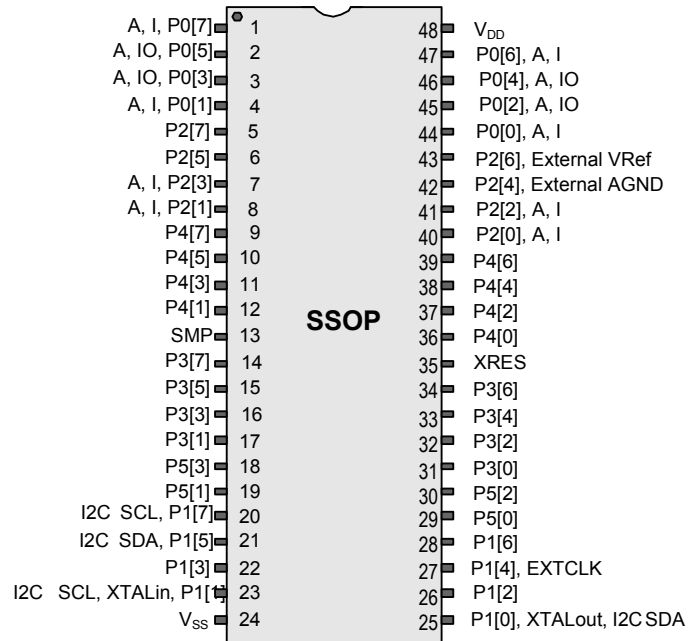 A, I, P0[7] 1
A, IO, P0[5] 2
A, IO, P0[3] 3
A, I, P0[1] 4
P2[7] 5
P2[5] 6
A, I, P2[3] 7
A, I, P2[1] 8
P4[7] 9
P4[5] 10
P4[3] 11
P4[1] 12
SMP 13
P3[7] 14
P3[5] 15
P3[3] 16
P3[1] 17
P5[3] 18
P5[1] 19
I2C SCL, P1[7] 20
I2C SDA, P1[5] 21
P1[3] 22
I2C SCL, XTALin, P1[1] 23
VSS 24
SSOP
48 VDD
47 P0[6], A, I
46 P0[4], A, IO
45 P0[2], A, IO
44 P0[0], A, I
43 P2[6], External VRef
42 P2[4], External AGND
41 P2[2], A, I
40 P2[0], A, I
39 P4[6]
38 P4[4]
37 P4[2]
36 P4[0]
35 XRES
34 P3[6]
33 P3[4]
32 P3[2]
31 P3[0]
30 P5[2]
29 P5[0]
28 P1[6]
27 P1[4], EXTCLK
26 P1[2]
25 P1[0], XTALout, I2C SDA